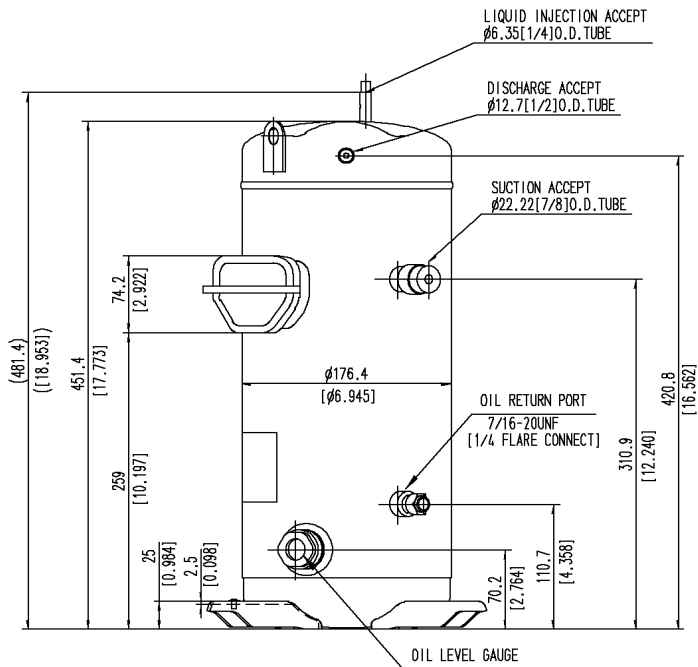 LIQUID INJECTION ACCEPT
ø6.35[1/4]O.D.TUBE
DISCHARGE ACCEPT
ø12.7[1/2]O.D.TUBE
SUCTION ACCEPT
ø22.22[7/8]O.D.TUBE
74.2
[2.922]
(481.4)
([18.953])
451.4
[17.773]
ø176.4
[ø6.945]
420.8
[16.562]
OIL RETURN PORT
7/16-20UNF
[1/4 FLARE CONNECT]
310.9
[12.240]
259
[10.197]
25
[0.984]
2.5
[0.098]
70.2
[2.764]
110.7
[4.358]
OIL LEVEL GAUGE